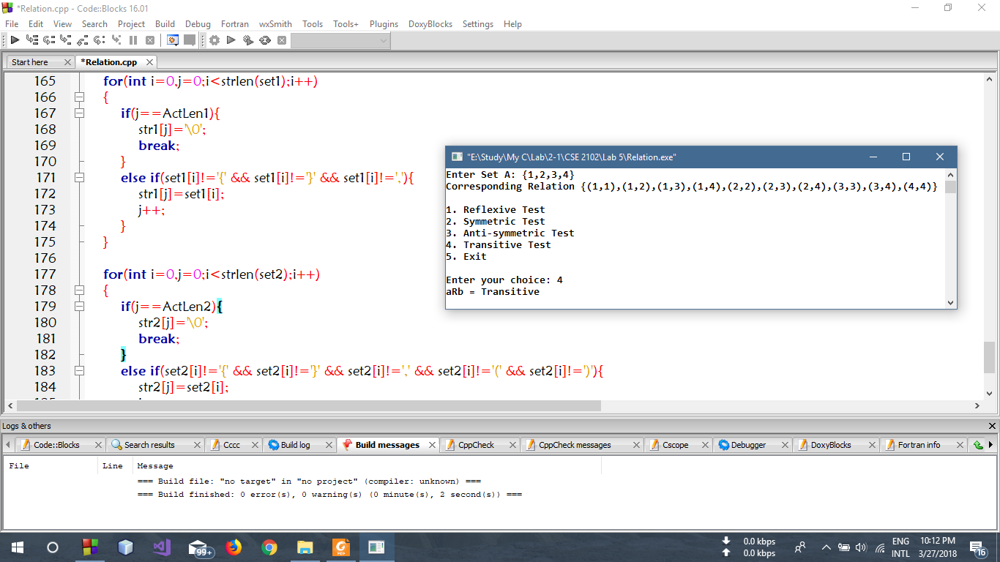 *Relation.cpp - Code::Blocks 16.01
File Edit View Search Project Build Debug Fortran wxSmith Tools Tools+ Plugins DoxyBlocks Settings Help
Start here *Relation.cpp
165 for(int i=0,j=0;i<strlen(set1);i++)
166 {
167 if(j==ActLen1){
168 str1[j]='\0';
169 break;
170 }
171 else if(set1[i]!='{' && set1[i]!='}' && set1[i]!=','){
172 str1[j]=set1[i];
173 j++;
174 }
175 }
176
177 for(int i=0,j=0;i<strlen(set2);i++)
178 {
179 if(j==ActLen2){
180 str2[j]='\0';
181 break;
182 }
183 else if(set2[i]!='{' && set2[i]!='}' && set2[i]!=',' && set2[i]!='(' && set2[i]!=')'){
184 str2[j]=set2[i];
"E:\Study\My C\Lab\2-1\CSE 2102\Lab 5\Relation.exe"
Enter Set A: {1,2,3,4}
Corresponding Relation {(1,1),(1,2),(1,3),(1,4),(2,2),(2,3),(2,4),(3,3),(3,4),(4,4)}
1. Reflexive Test
2. Symmetric Test
3. Anti-symmetric Test
4. Transitive Test
5. Exit
Enter your choice: 4
aRb = Transitive
Logs & others
Code::Blocks Search results Cccc Build log Build messages CppCheck CppCheck messages Cscope Debugger DoxyBlocks Fortran info
File Line Message
=== Build file: "no target" in "no project" (compiler: unknown) ===
=== Build finished: 0 error(s), 0 warning(s) (0 minute(s), 2 second(s)) ===
99+
PDF
0.0 kbps
0.0 kbps
ENG
INTL
10:12 PM
3/27/2018
16